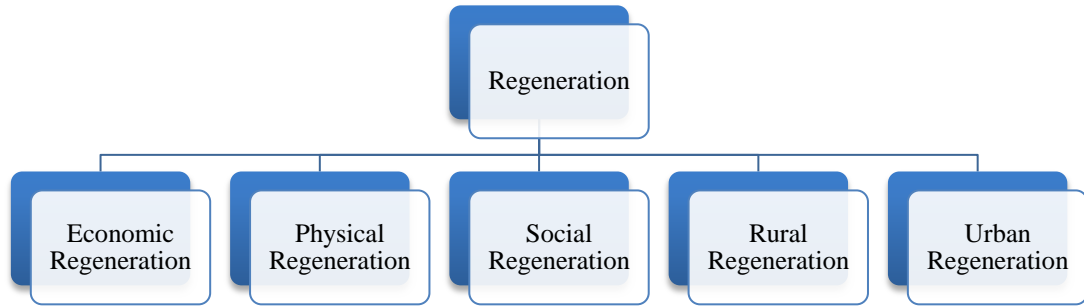 Regeneration
Economic
Regeneration
Physical
Regeneration
Social
Regeneration
Rural
Regeneration
Urban
Regeneration